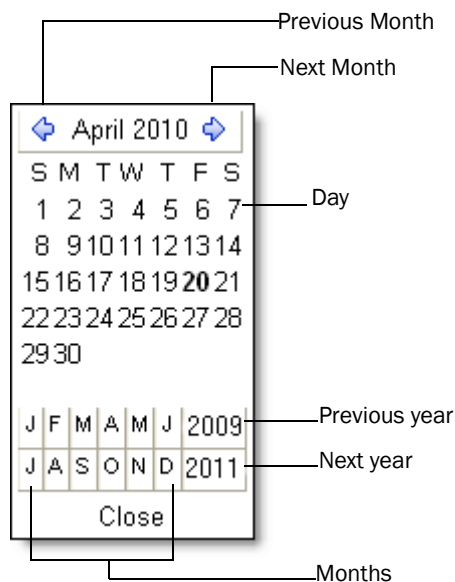 Previous Month
Next Month
April 2010
S M T W T F S
1 2 3 4 5 6 7
Day
8 9 10 11 12 13 14
15 16 17 18 19 20 21
22 23 24 25 26 27 28
29 30
J F M A M J 2009
Previous year
J A S O N D 2011
Next year
Close
Months